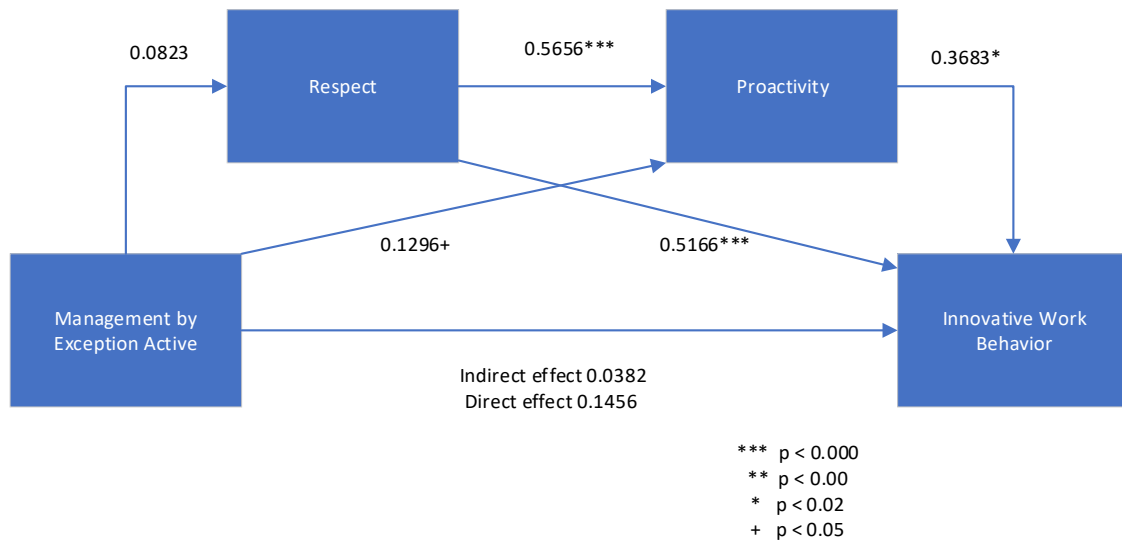 0.0823
Respect
0.5656***
Proactivity
0.3683*
0.1296+
0.5166***
Management by
Exception Active
Innovative Work
Behavior
Indirect effect 0.0382
Direct effect 0.1456
*** p < 0.000
** p < 0.00
* p < 0.02
+ p < 0.05